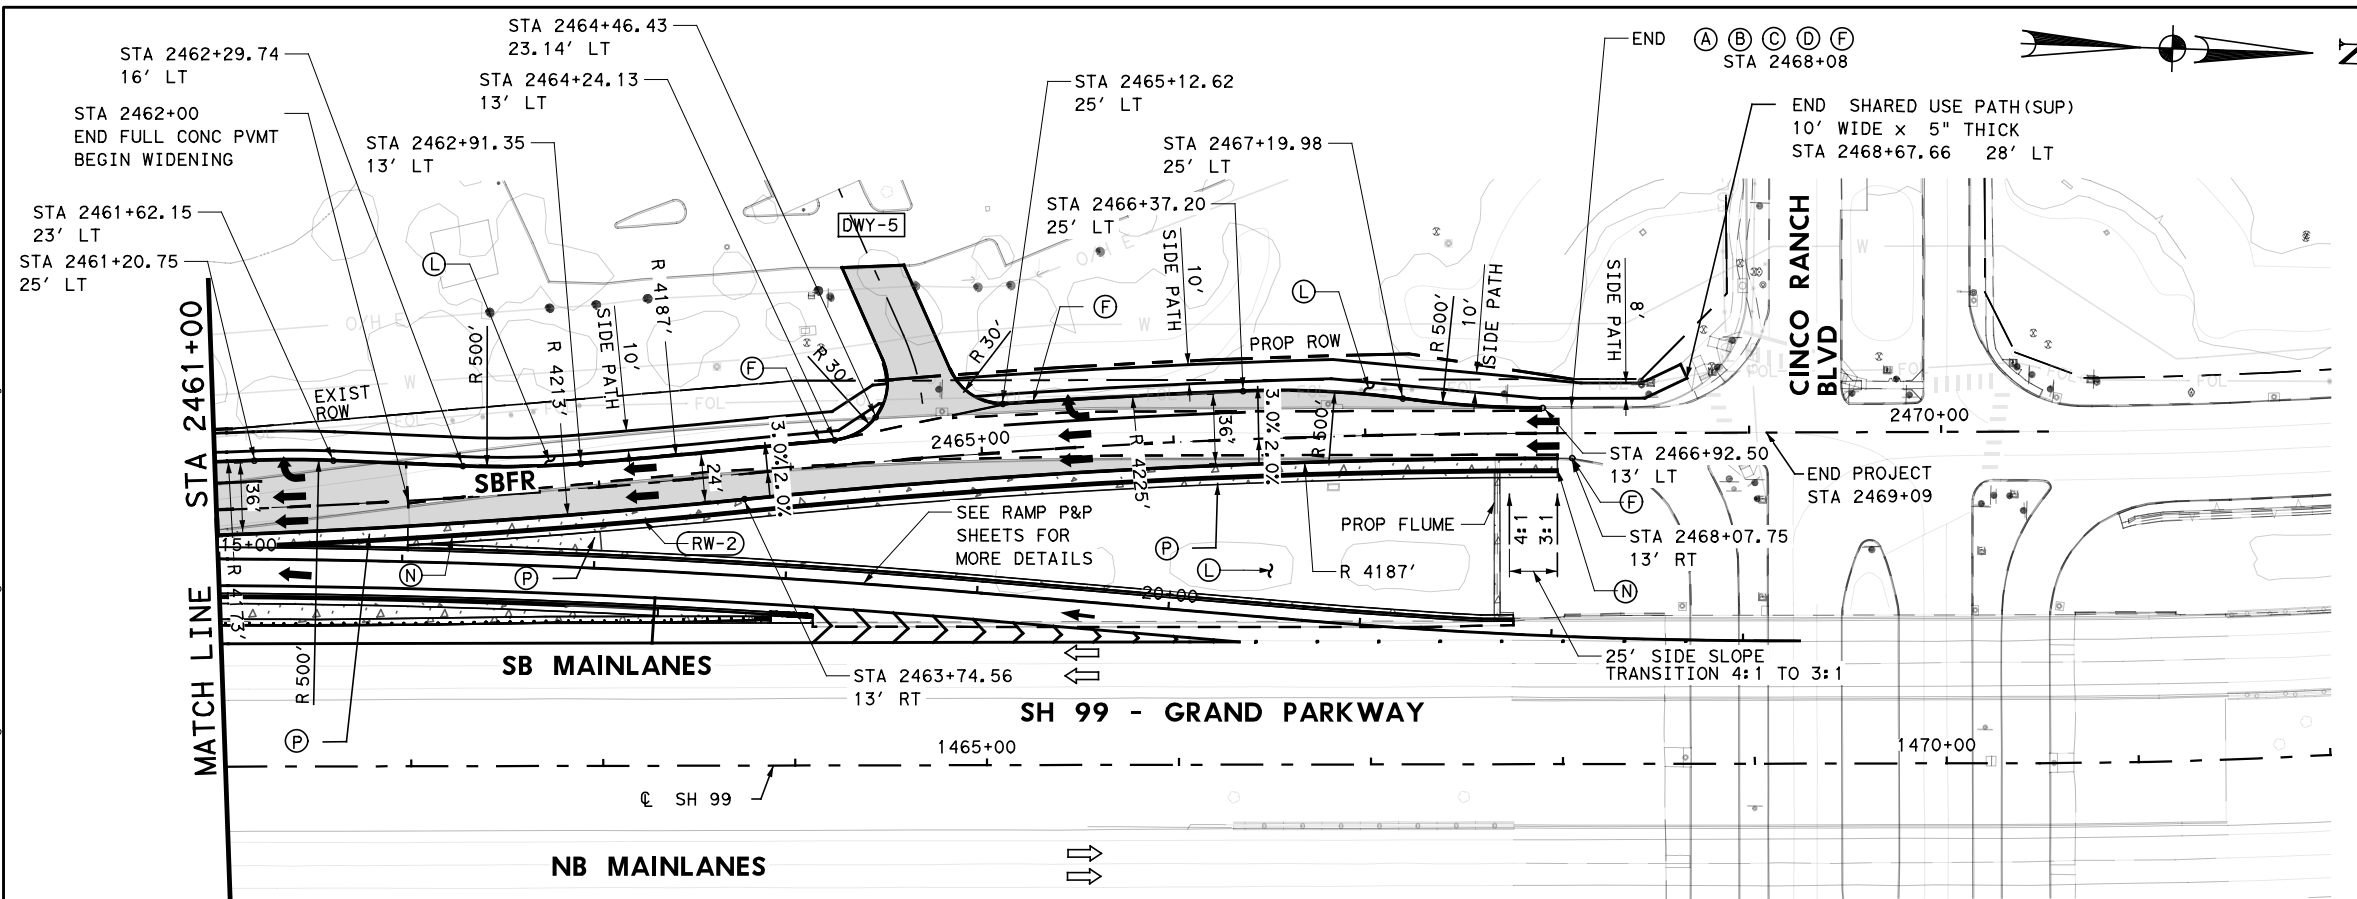 STA 2464+46.43
23.14' LT
STA 2462+29.74
16' LT
STA 2464+24.13
13' LT
STA 2462+00
END FULL CONC PVMT
BEGIN WIDENING
STA 2462+91.35
13' LT
STA 2461+62.15
23' LT
STA 2461+20.75
25' LT
STA 2465+12.62
25' LT
STA 2467+19.98
25' LT
STA 2466+37.20
25' LT
END A B C D F
STA 2468+08
N
END SHARED USE PATH(SUP)
10' WIDE x 5" THICK
STA 2468+67.66 28' LT
DWY-5
L
O/H E
O/H E
W
W
W
EXIST
ROW
R 500'
R 4213'
SIDE PATH
10'
R 4187'
R 30'
R 30'
F
F
SIDE PATH
10'
L
PROP ROW
R 500'
10'
SIDE PATH
SIDE PATH
8'
CINCO RANCH
BLVD
FOL
FOL
FOL
FOL
FOL
FOL
FOL
MATCH LINE STA 2461+00
36'
SBFR
24'
3.0%
2.0%
2465+00
R 4225'
36'
3.0%
2.0%
R 500'
2470+00
STA 2466+92.50
13' LT
END PROJECT
STA 2469+09
F
STA 2468+07.75
13' RT
N
15+00
R 4173'
N
P
RW-2
SEE RAMP P&P
SHEETS FOR
MORE DETAILS
P
L
R 4187'
PROP FLUME
4:1
3:1
20+00
25' SIDE SLOPE
TRANSITION 4:1 TO 3:1
R 500'
SB MAINLANES
STA 2463+74.56
13' RT
P
SH 99 - GRAND PARKWAY
1465+00
1470+00
℄ SH 99
NB MAINLANES